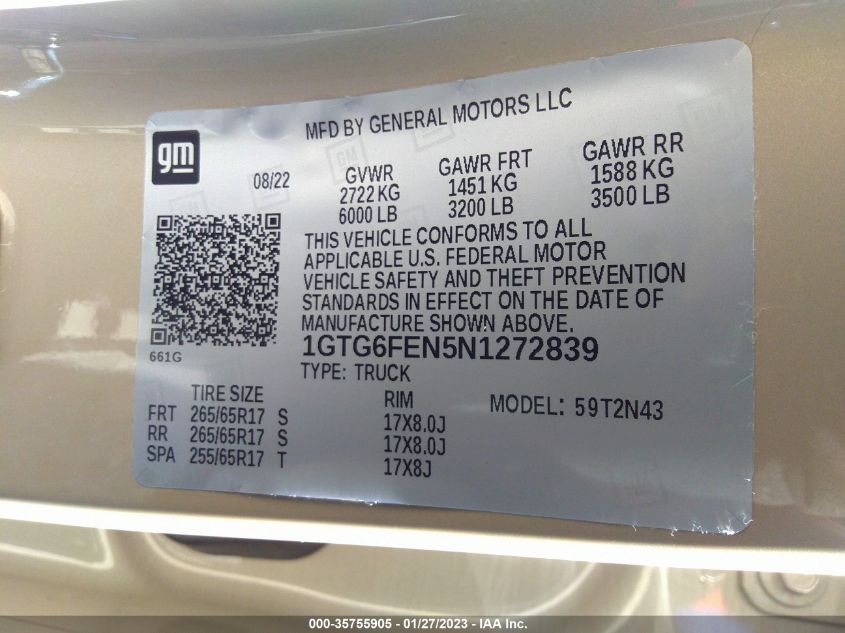 MFD BY GENERAL MOTORS LLC
gm
08/22
GVWR GAWR FRT GAWR RR
2722 KG 1451 KG 1588 KG
6000 LB 3200 LB 3500 LB
THIS VEHICLE CONFORMS TO ALL
APPLICABLE U.S. FEDERAL MOTOR
VEHICLE SAFETY AND THEFT PREVENTION
STANDARDS IN EFFECT ON THE DATE OF
MANUFACTURE SHOWN ABOVE.
661G
1GTG6FEN5N1272839
TYPE: TRUCK
TIRE SIZE RIM MODEL: 59T2N43
FRT 265/65R17 S 17X8.0J
RR 265/65R17 S 17X8.0J
SPA 255/65R17 T 17X8J
000-35755905 - 01/27/2023 - IAA Inc.